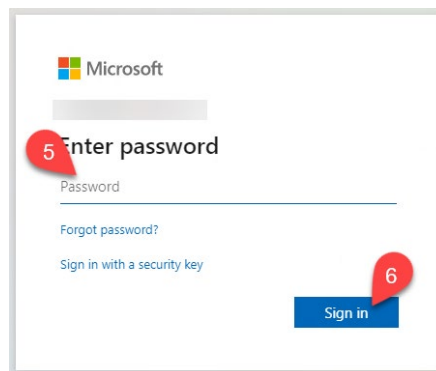 Microsoft
5
Enter password
Password
Forgot password?
Sign in with a security key
6
Sign in